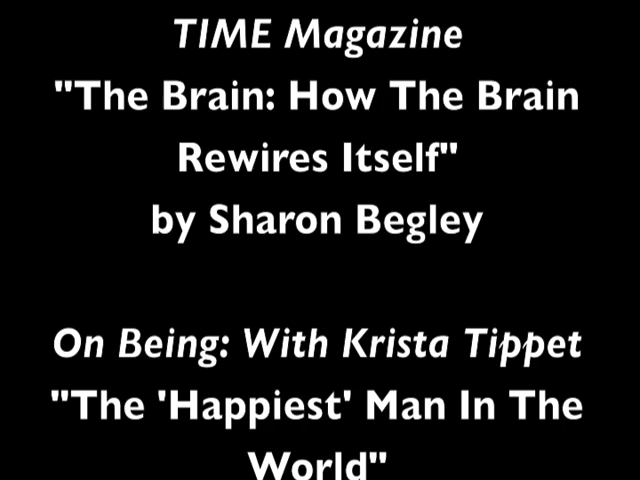 TIME Magazine
"The Brain: How The Brain
Rewires Itself"
by Sharon Begley
On Being: With Krista Tippet
"The 'Happiest' Man In The
World"